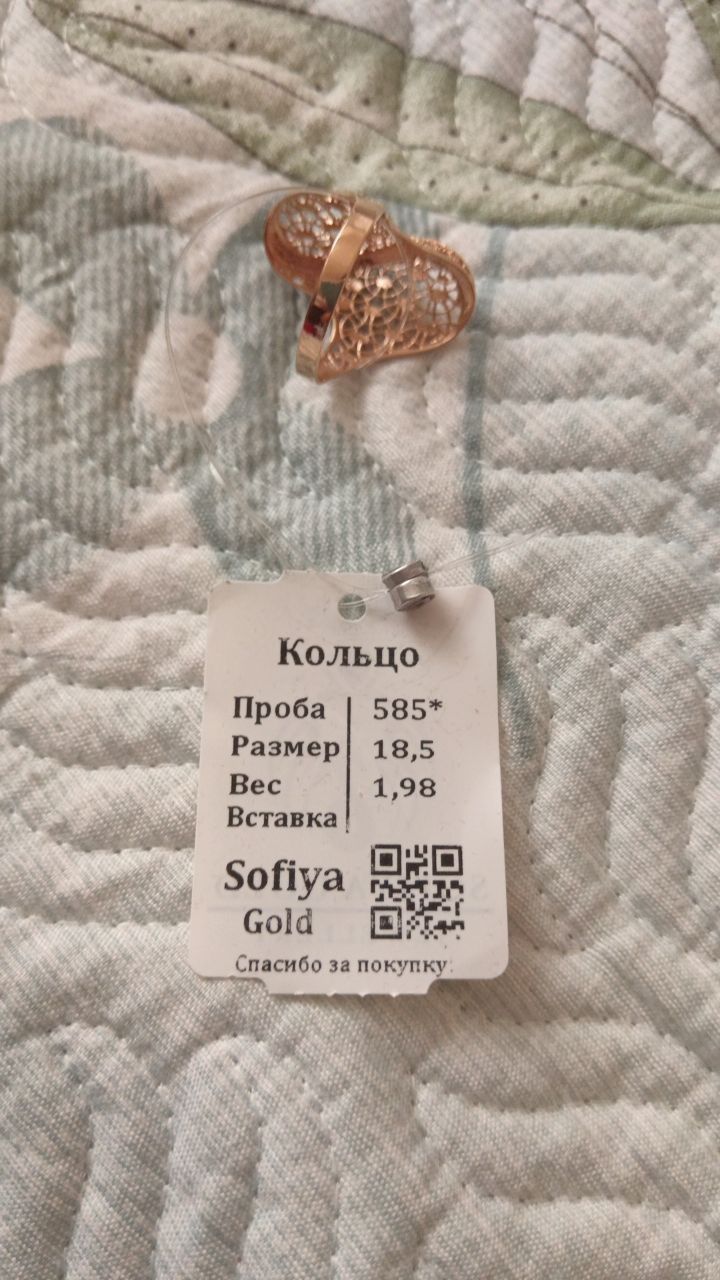 Кольцо
Проба 585*
Размер 18,5
Вес 1,98
Вставка
Sofiya
Gold
Спасибо за покупку!